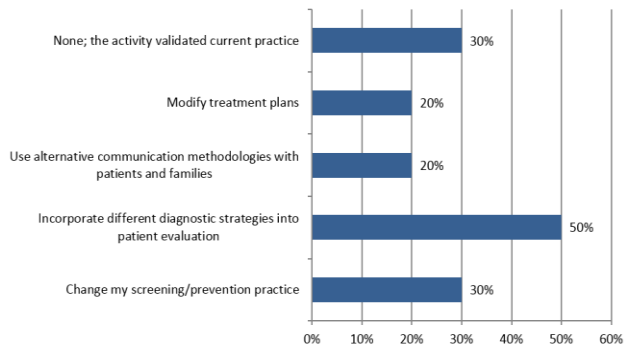 None; the activity validated current practice
30%
Modify treatment plans
20%
Use alternative communication methodologies with
patients and families
20%
Incorporate different diagnostic strategies into
patient evaluation
50%
Change my screening/prevention practice
30%
0% 10% 20% 30% 40% 50% 60%